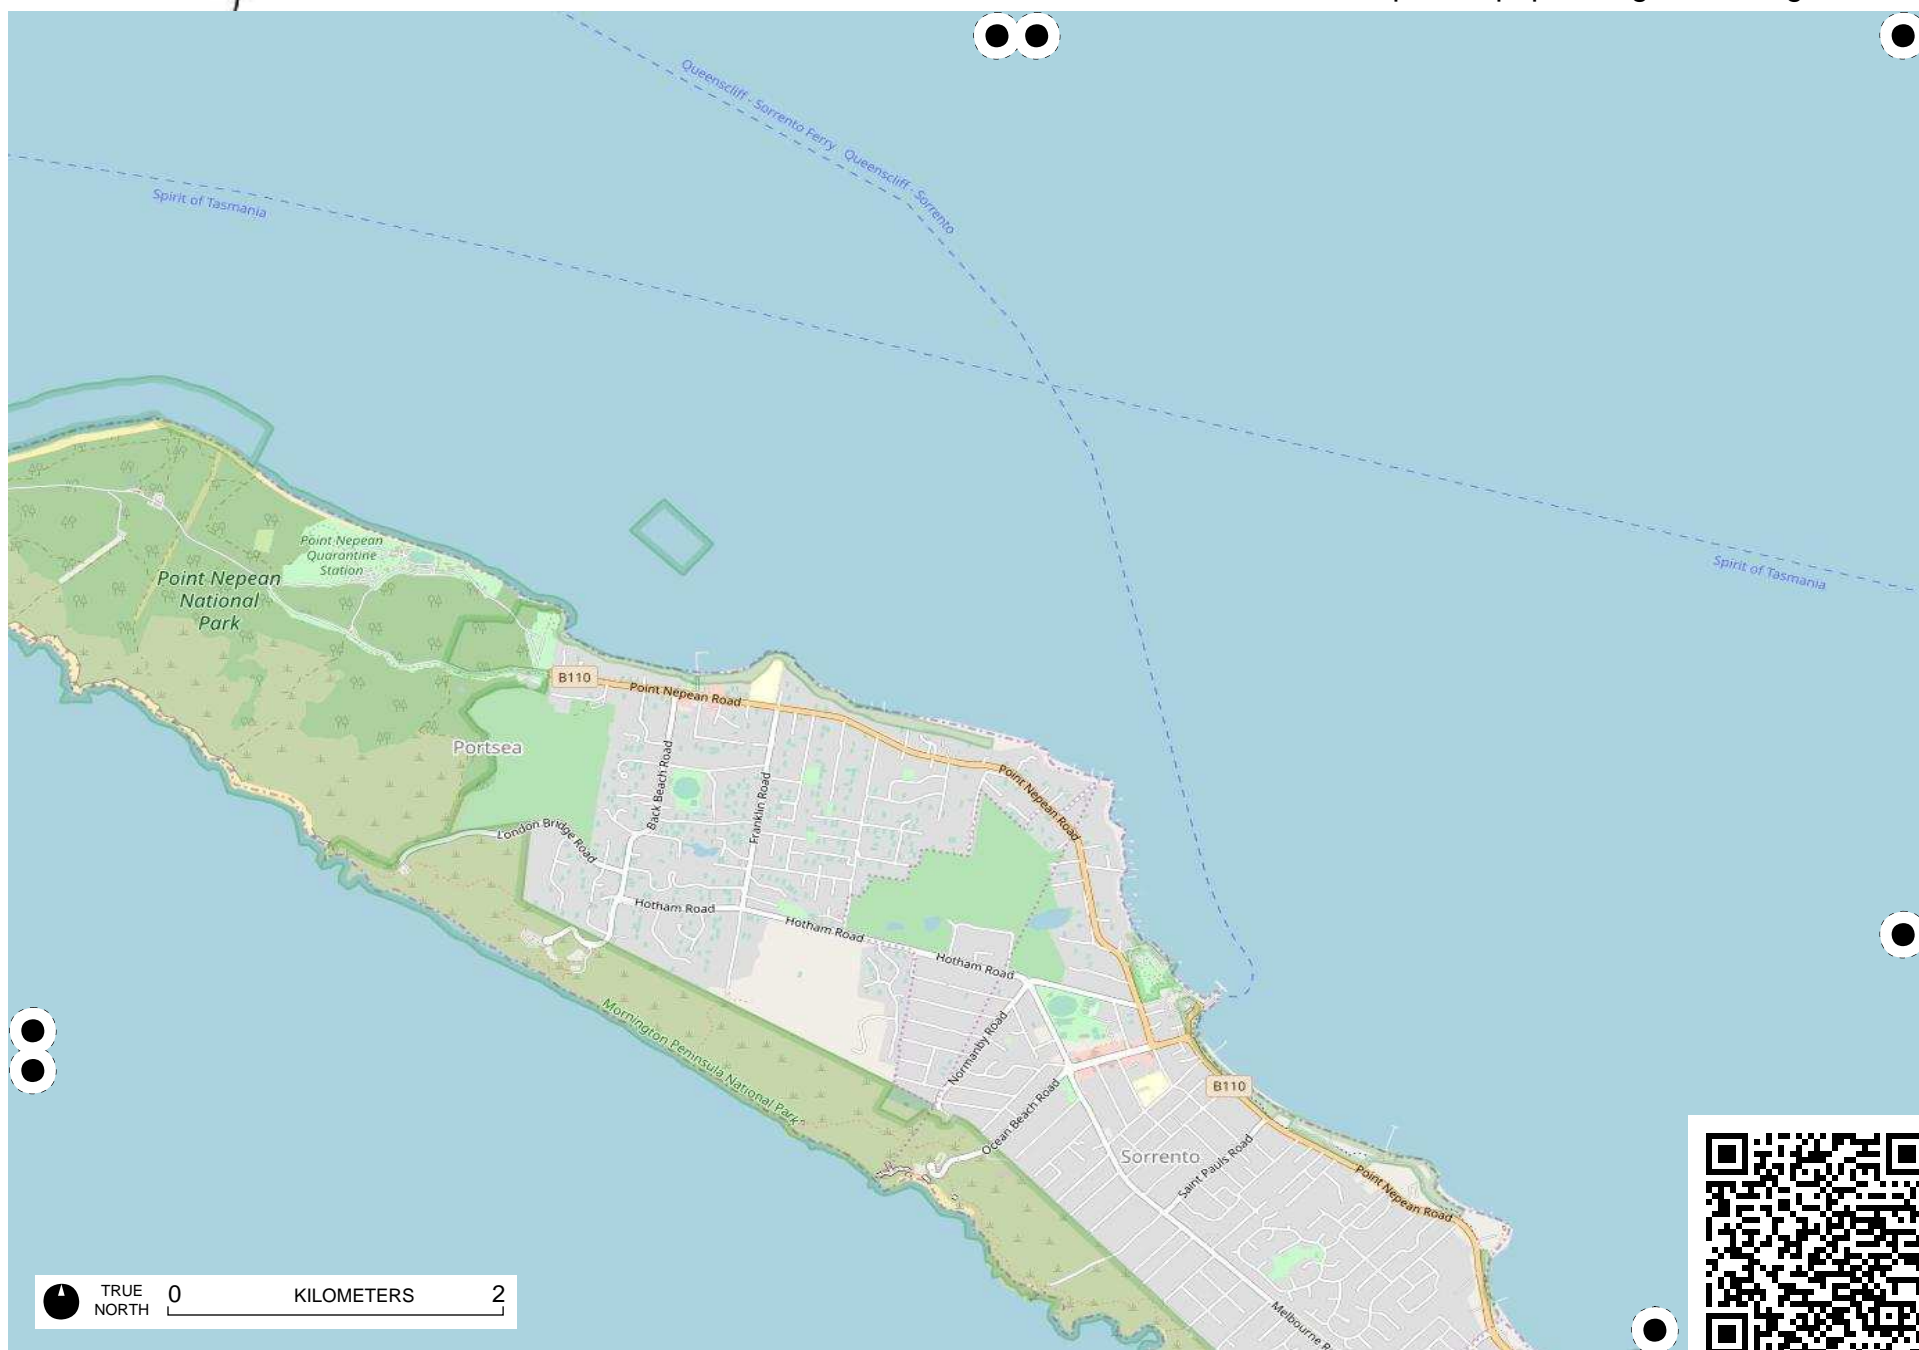 Queenscliff - Sorrento Ferry
Queenscliff - Sorrento
Spirit of Tasmania
Spirit of Tasmania
Point Nepean
Quarantine
Station
Point Nepean
National
Park
B110
Point Nepean Road
Portsea
Back Beach Road
Franklin Road
Point Nepean Road
London Bridge Road
Hotham Road
Hotham Road
Hotham Road
Mornington Peninsula National Park
Normanby Road
Ocean Beach Road
B110
Sorrento
Saint Pauls Road
Point Nepean Road
Melbourne R
TRUE
NORTH
0
KILOMETERS
2